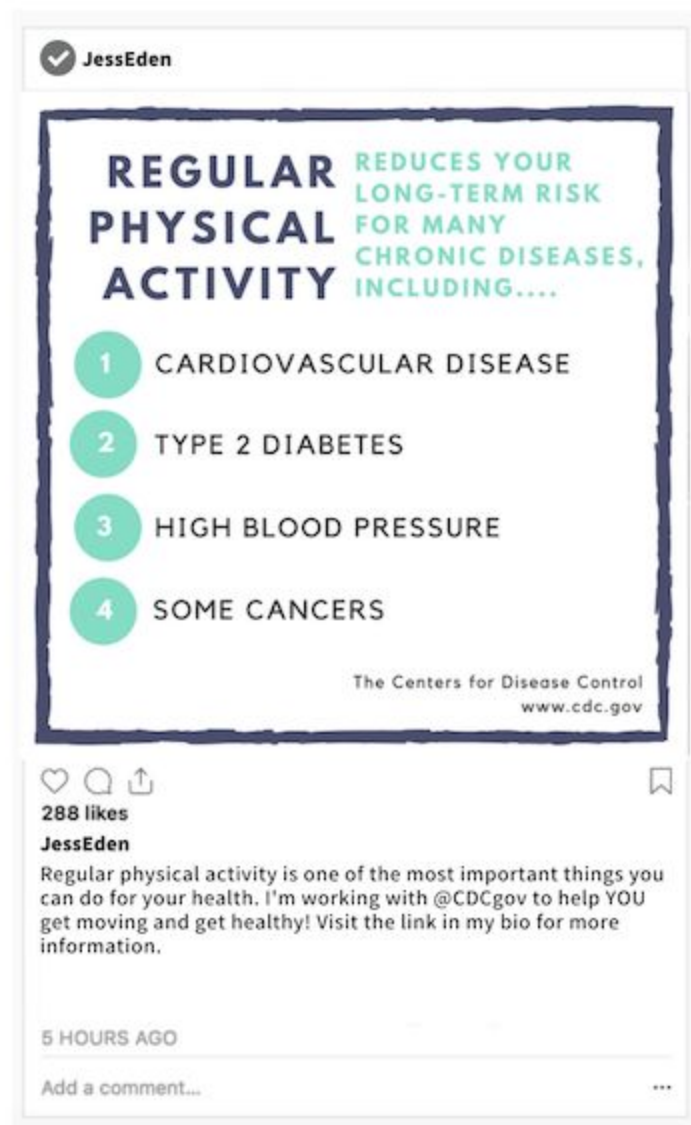 JessEden
REGULAR
PHYSICAL
ACTIVITY
REDUCES YOUR
LONG-TERM RISK
FOR MANY
CHRONIC DISEASES,
INCLUDING....
1 CARDIOVASCULAR DISEASE
2 TYPE 2 DIABETES
3 HIGH BLOOD PRESSURE
4 SOME CANCERS
The Centers for Disease Control
www.cdc.gov
288 likes
JessEden
Regular physical activity is one of the most important things you
can do for your health. I'm working with @CDCgov to help YOU
get moving and get healthy! Visit the link in my bio for more
information.
5 HOURS AGO
Add a comment...